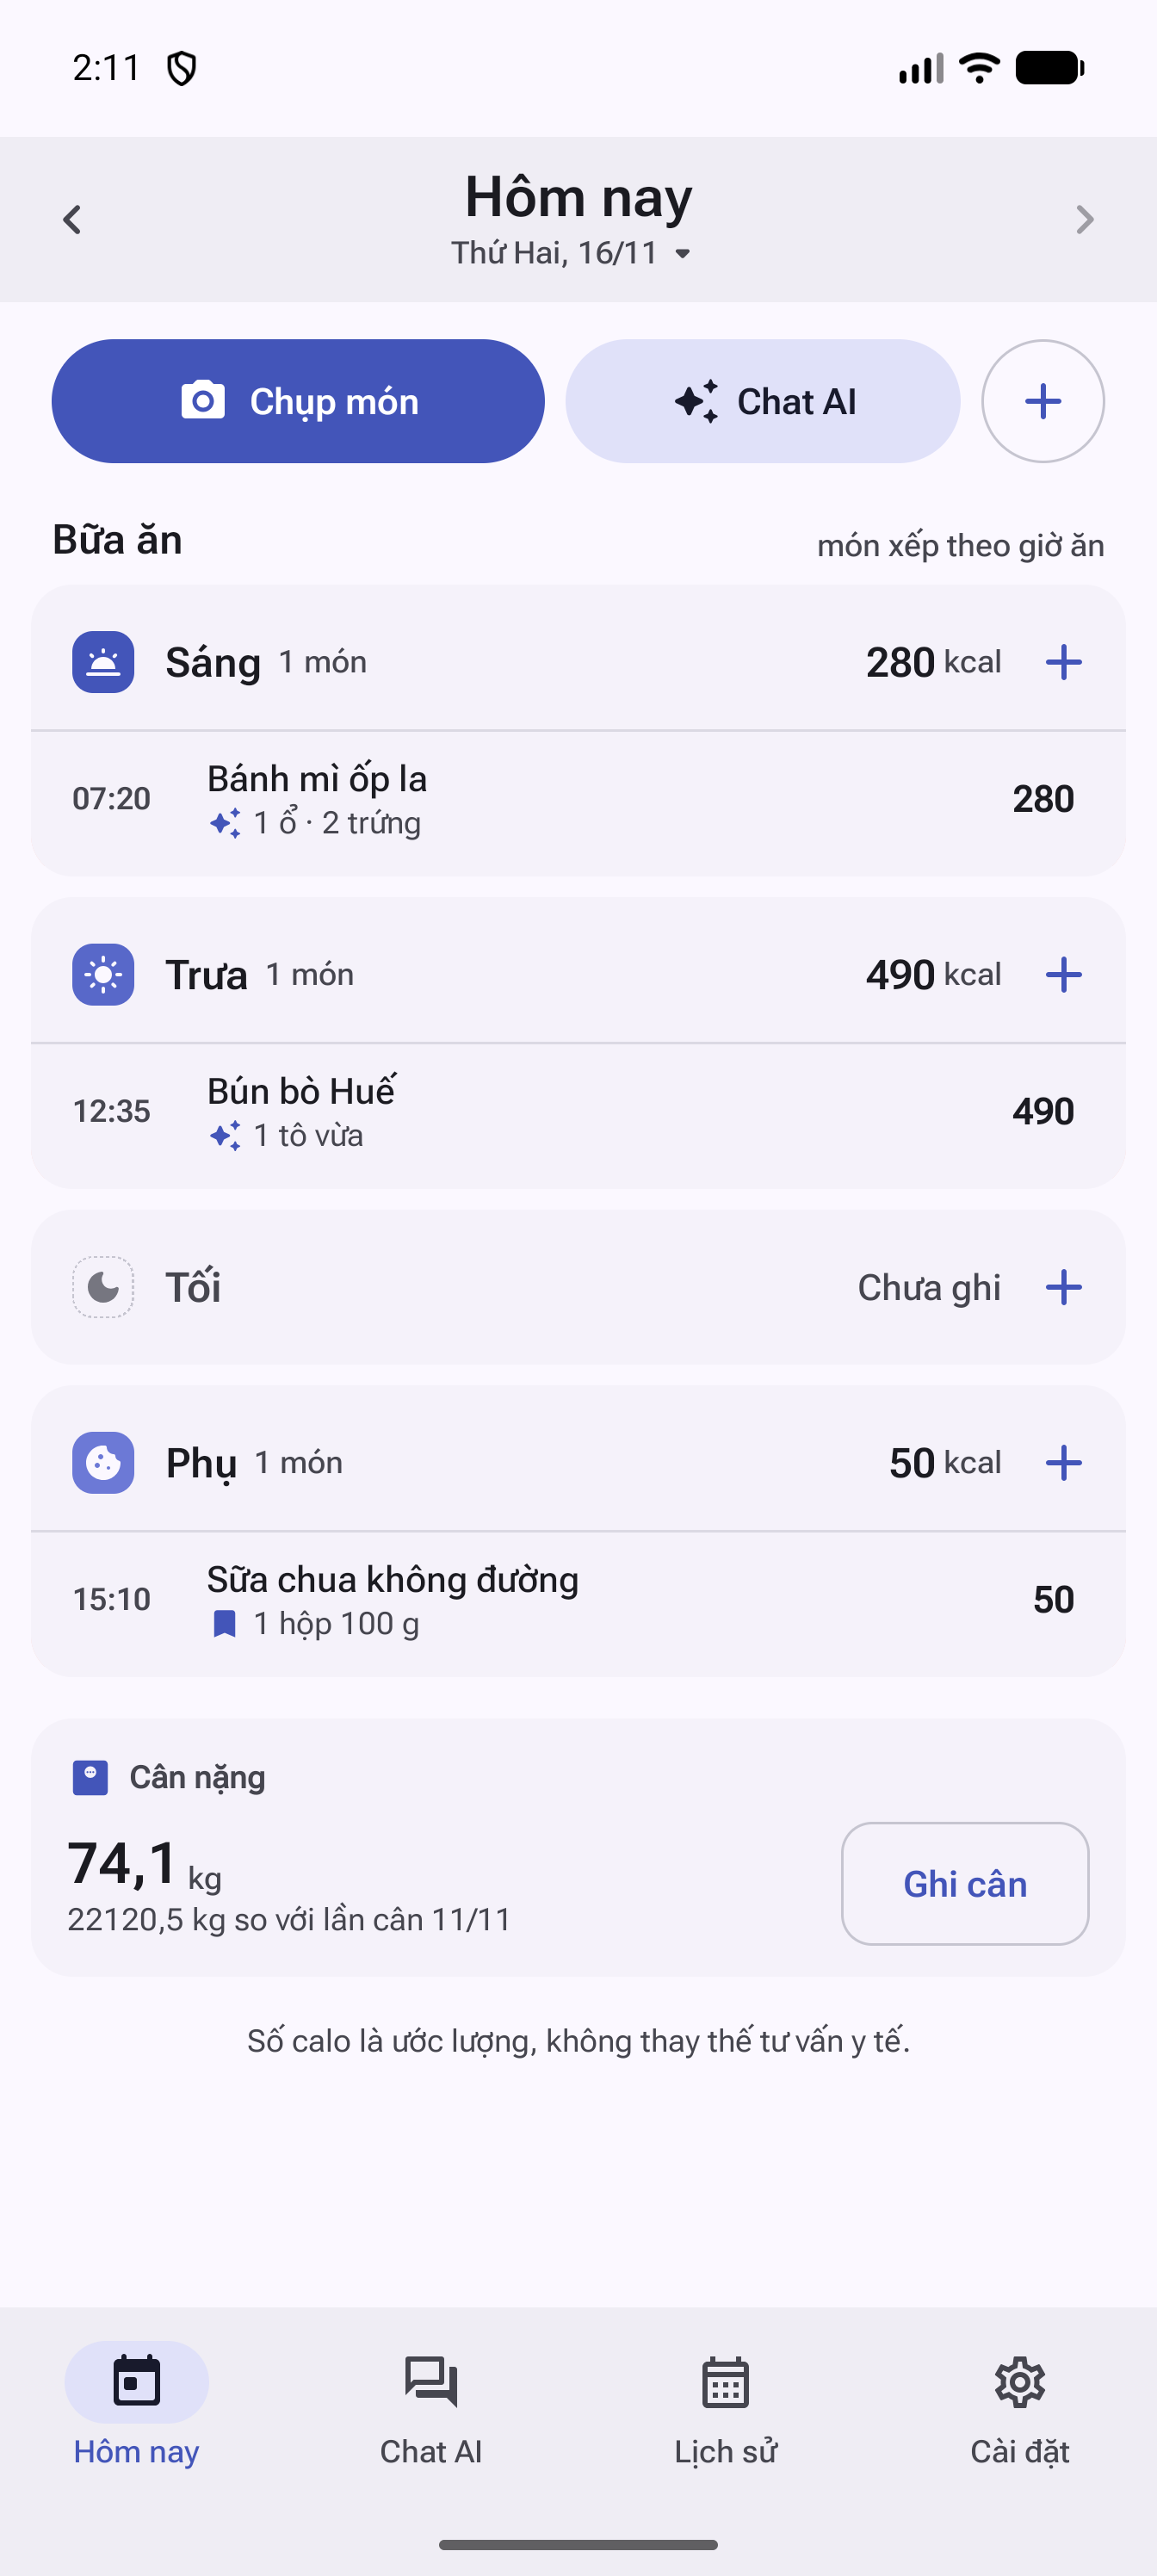 2:11
Hôm nay
Thứ Hai, 16/11
Chụp món
Chat AI
Bữa ăn
món xếp theo giờ ăn
Sáng 1 món 280 kcal
07:20 Bánh mì ốp la 280
1 ổ · 2 trứng
Trưa 1 món 490 kcal
12:35 Bún bò Huế 490
1 tô vừa
Tối Chưa ghi
Phụ 1 món 50 kcal
15:10 Sữa chua không đường 50
1 hộp 100 g
Cân nặng
74,1 kg
22120,5 kg so với lần cân 11/11
Ghi cân
Số calo là ước lượng, không thay thế tư vấn y tế.
Hôm nay Chat AI Lịch sử Cài đặt